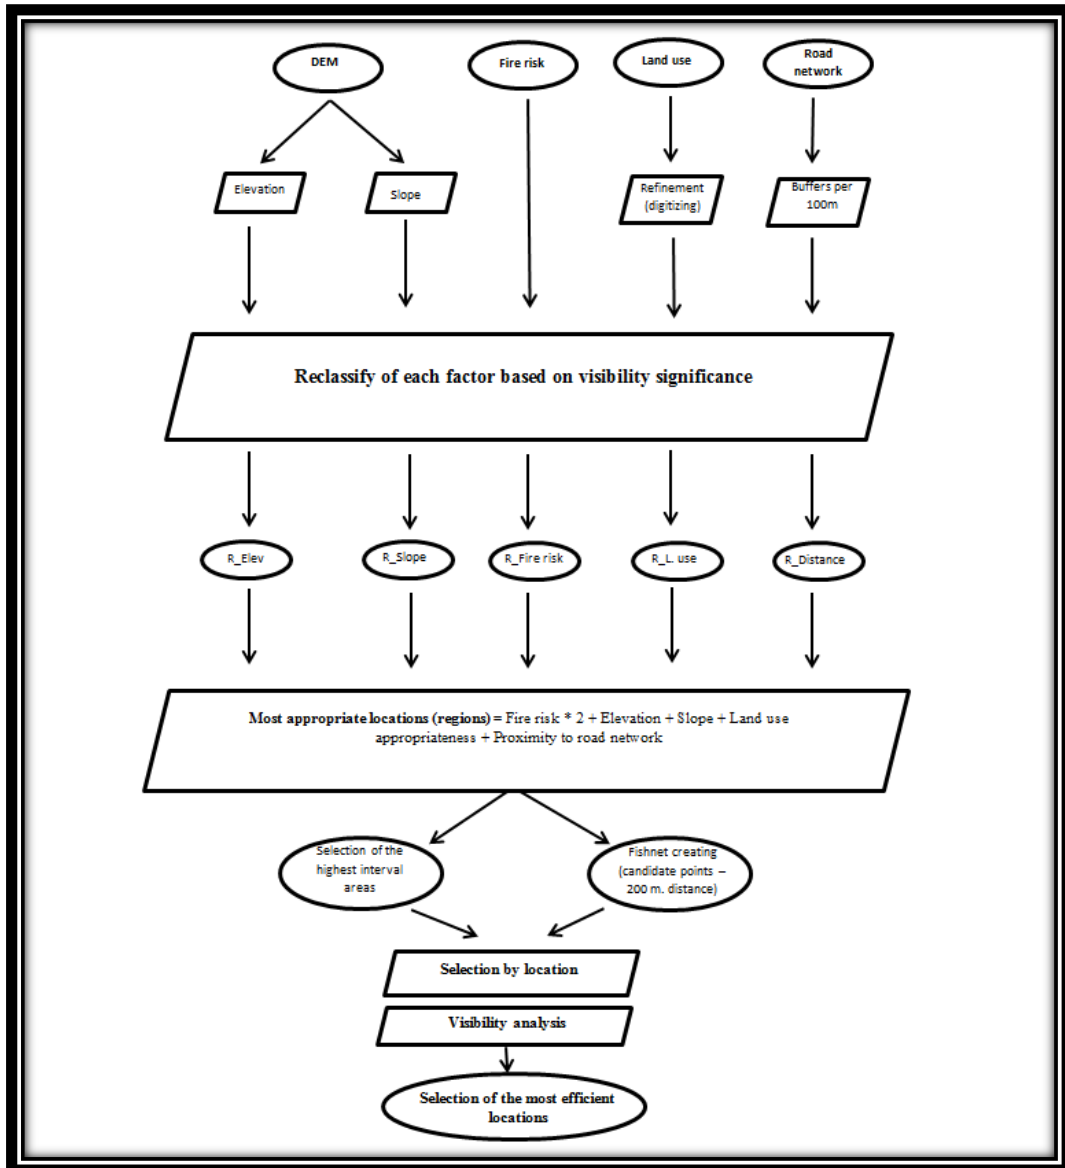 DEM
Fire risk
Land use
Road
network
Elevation
Slope
Refinement
(digitizing)
Buffers per
100m
Reclassify of each factor based on visibility significance
R_Elev
R_Slope
R_Fire risk
R_L. use
R_Distance
Most appropriate locations (regions) = Fire risk * 2 + Elevation + Slope + Land use
appropriateness + Proximity to road network
Selection of the
highest interval
areas
Fishnet creating
(candidate points –
200 m. distance)
Selection by location
Visibility analysis
Selection of the most efficient
locations